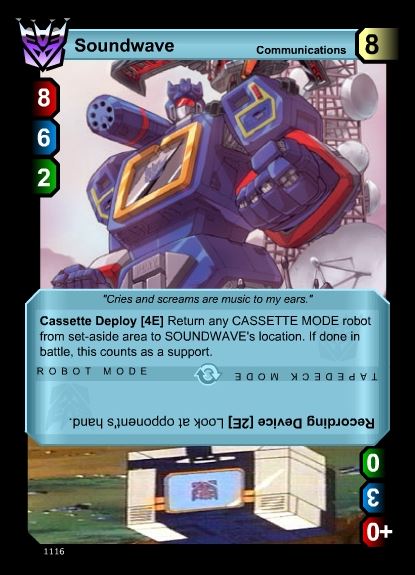 Soundwave
Communications
8
8
6
2
"Cries and screams are music to my ears."
Cassette Deploy [4E] Return any CASSETTE MODE robot
from set-aside area to SOUNDWAVE's location. If done in
battle, this counts as a support.
ROBOT MODE
TAPEDECK MODE
Recording Device [2E] Look at opponent's hand.
0
3
0+
1116